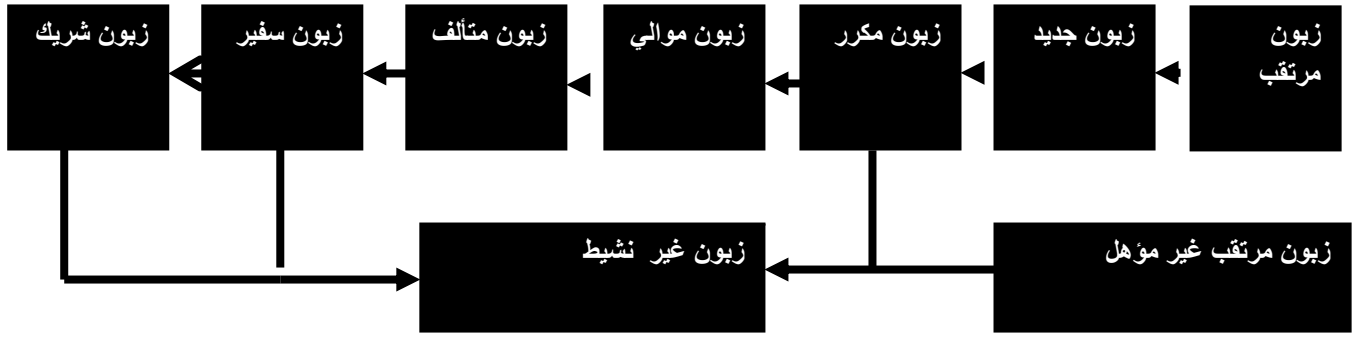 زبون
مرتقب
زبون جديد
زبون مكرر
زبون موالي
زبون متألف
زبون سفير
زبون شريك
زبون مرتقب غير مؤهل
زبون غير نشيط